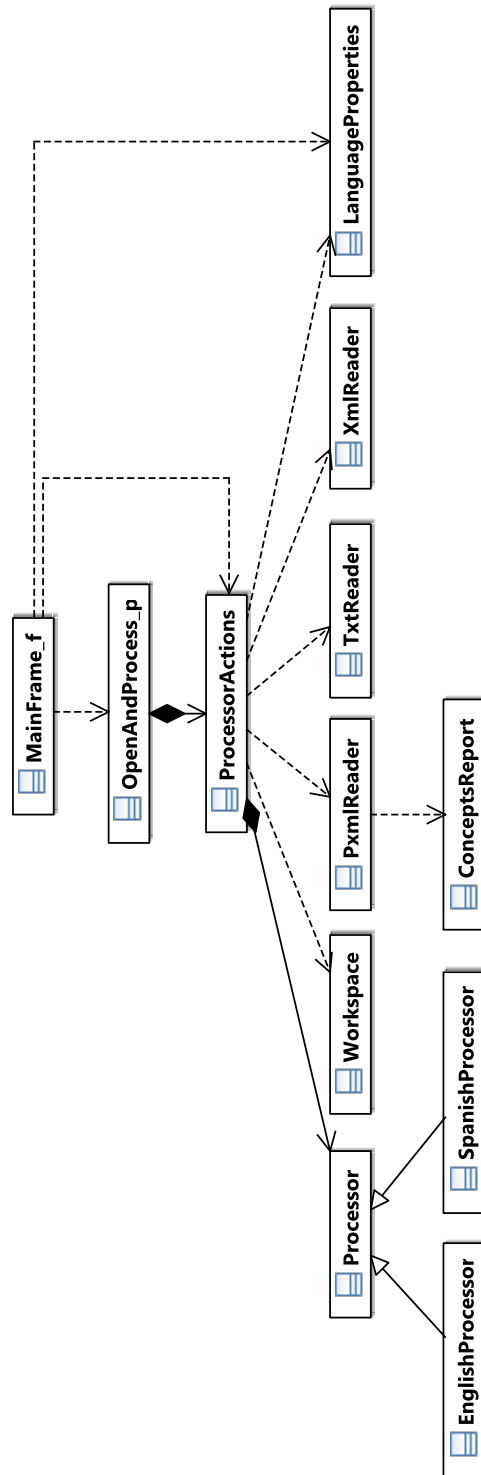 MainFrame_f
OpenAndProcess_p
ProcessorActions
Processor
Workspace
PxmlReader
TxtReader
XmlReader
LanguageProperties
EnglishProcessor
SpanishProcessor
ConceptsReport